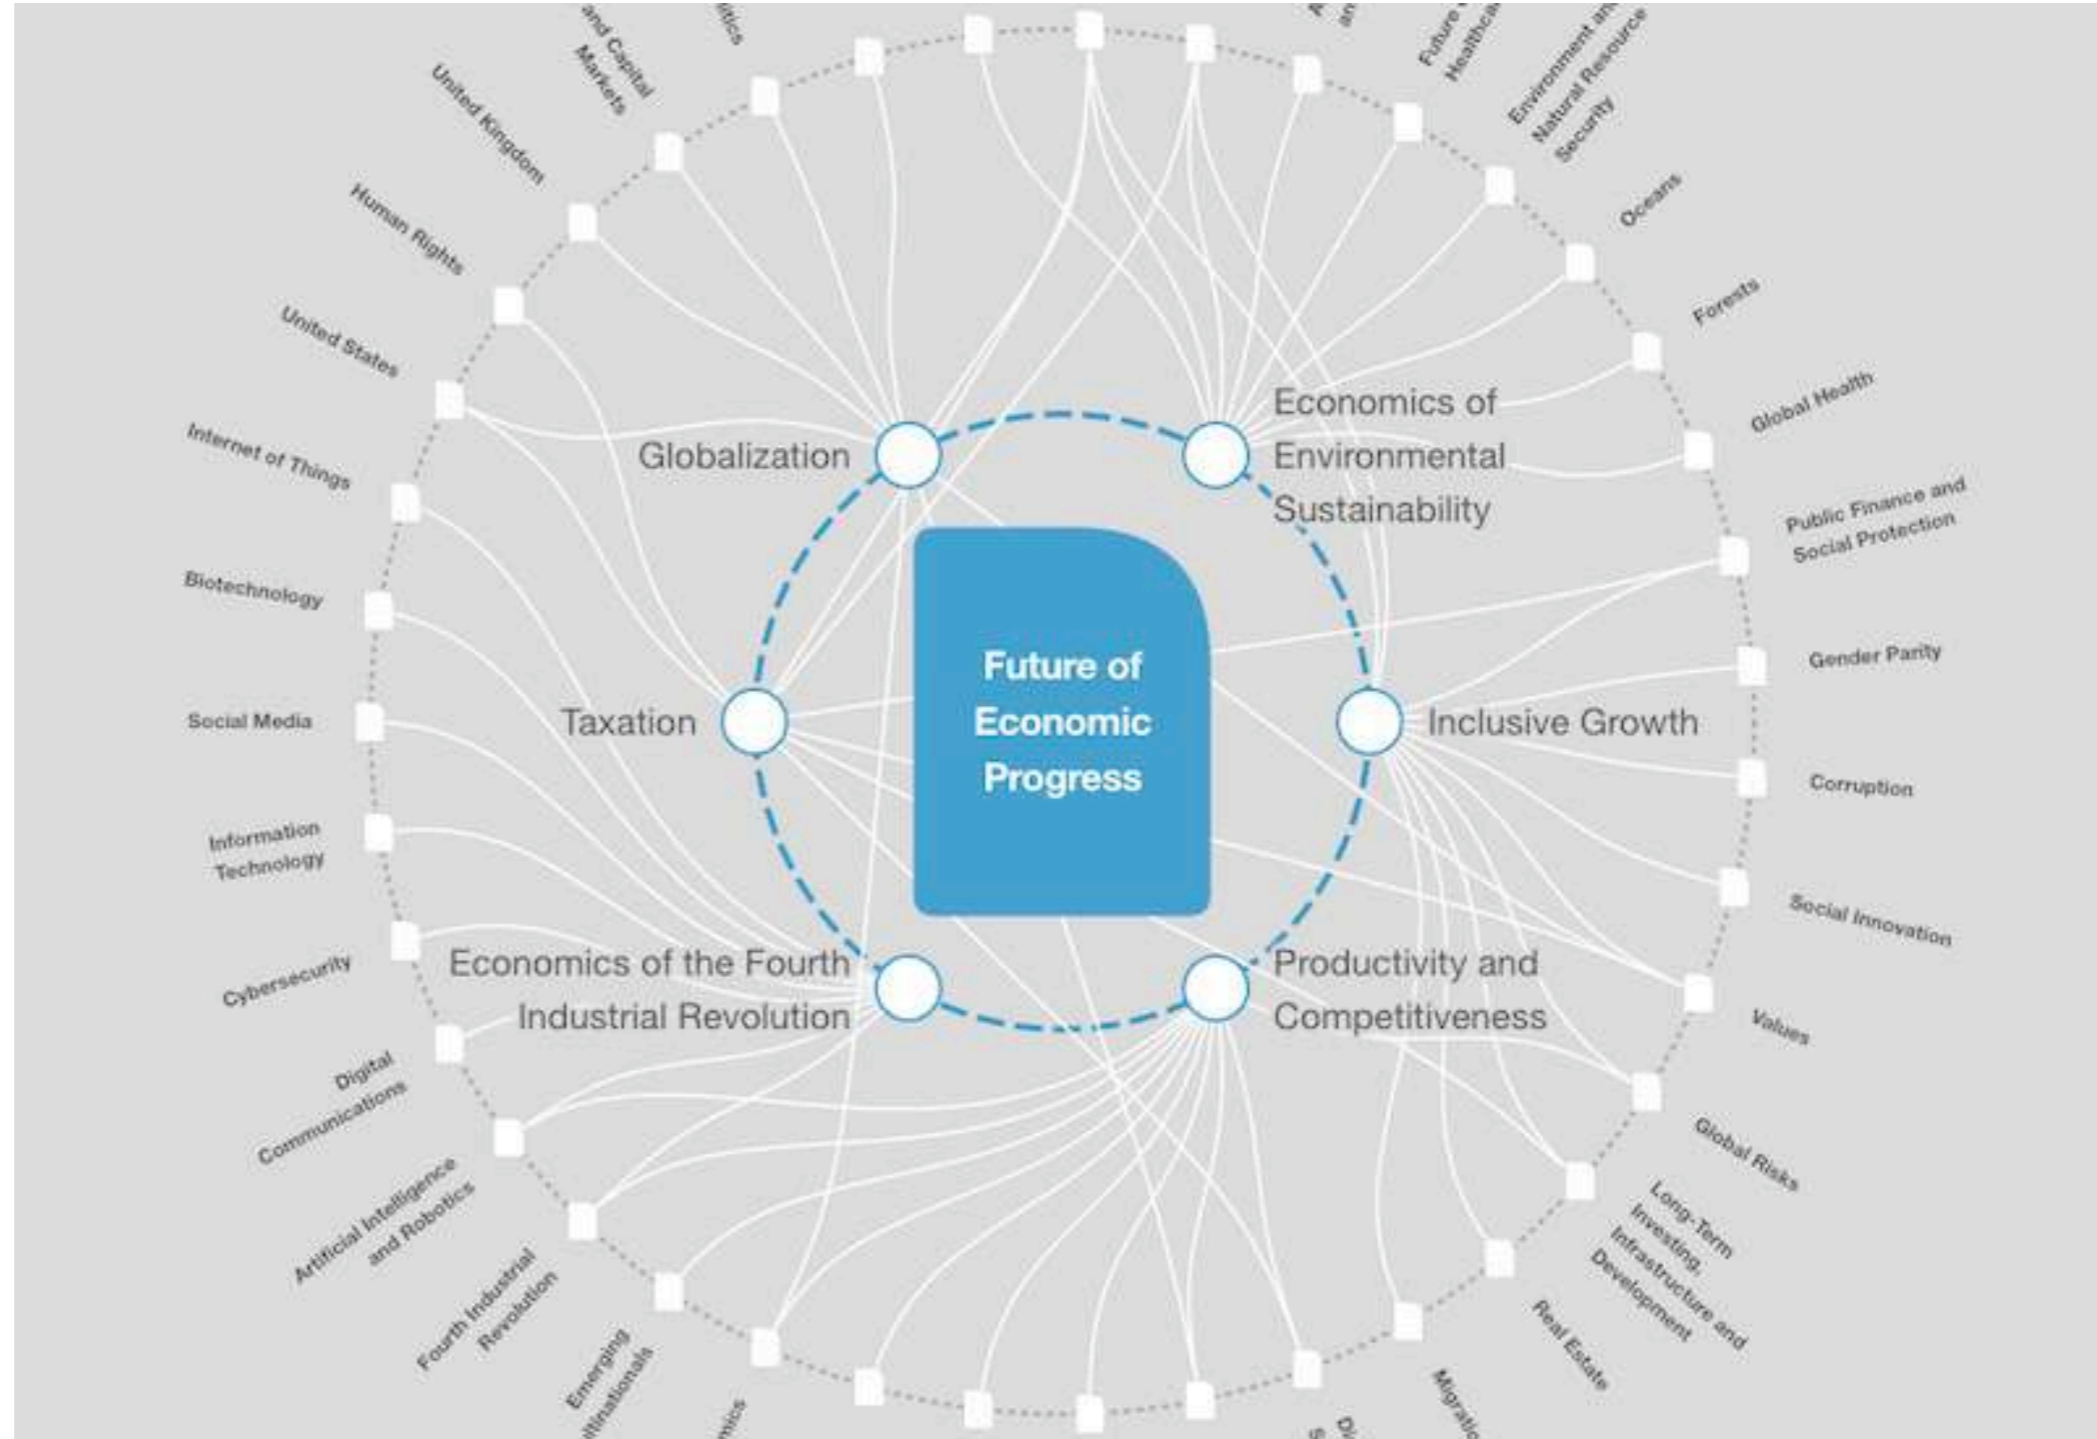 Future of
Economic
Progress
Globalization
Economics of
Environmental
Sustainability
Inclusive Growth
Productivity and
Competitiveness
Economics of the Fourth
Industrial Revolution
Taxation
and Capital
Markets
United Kingdom
Human Rights
United States
Internet of Things
Biotechnology
Social Media
Information
Technology
Cybersecurity
Digital
Communications
Artificial Intelligence
and Robotics
Fourth Industrial
Revolution
Emerging
Future
Environment
Natural Resource
Security
Oceans
Forests
Global Health
Public Finance and
Social Protection
Gender Parity
Corruption
Social Innovation
Values
Global Risks
Long-Term
Investing,
Infrastructure and
Development
Real Estate